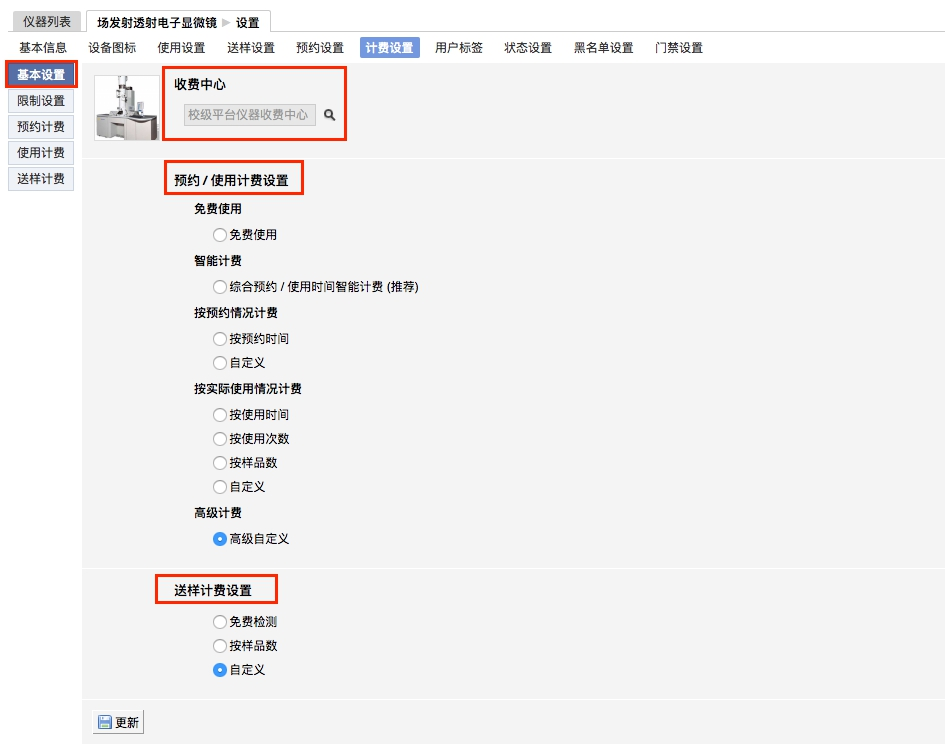 仪器列表
场发射透射电子显微镜 ▶ 设置
基本信息 设备图标 使用设置 送样设置 预约设置 计费设置 用户标签 状态设置 黑名单设置 门禁设置
基本设置
限制设置
预约计费
使用计费
送样计费
收费中心
校级平台仪器收费中心
预约 / 使用计费设置
免费使用
免费使用
智能计费
综合预约 / 使用时间智能计费 (推荐)
按预约情况计费
按预约时间
自定义
按实际使用情况计费
按使用时间
按使用次数
按样品数
自定义
高级计费
高级自定义
送样计费设置
免费检测
按样品数
自定义
更新